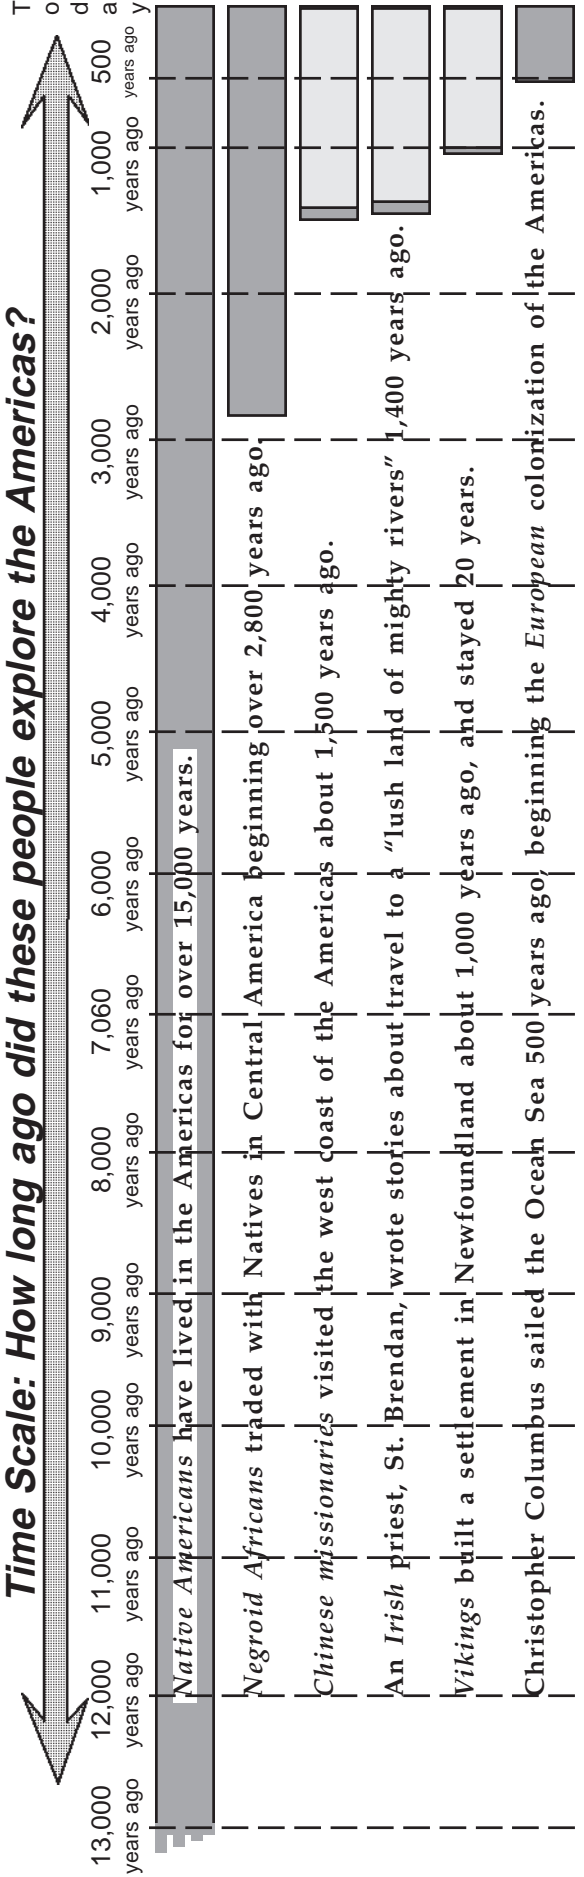 Time Scale: How long ago did these people explore the Americas?
13,000 12,000 11,000 10,000 9,000 8,000 7,060 6,000 5,000 4,000 3,000 2,000 1,000 500 Today
years ago years ago years ago years ago years ago years ago years ago years ago years ago years ago years ago years ago years ago years ago
Native Americans have lived in the Americas for over 15,000 years.
Negroid Africans traded with Natives in Central America beginning over 2,800 years ago.
Chinese missionaries visited the west coast of the Americas about 1,500 years ago.
An Irish priest, St. Brendan, wrote stories about travel to a “lush land of mighty rivers” 1,400 years ago.
Vikings built a settlement in Newfoundland about 1,000 years ago, and stayed 20 years.
Christopher Columbus sailed the Ocean Sea 500 years ago, beginning the European colonization of the Americas.